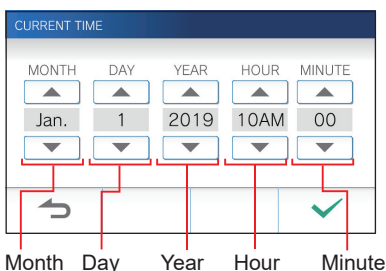 CURRENT TIME
MONTH DAY YEAR HOUR MINUTE
Jan. 1 2019 10AM 00
Month Day Year Hour Minute